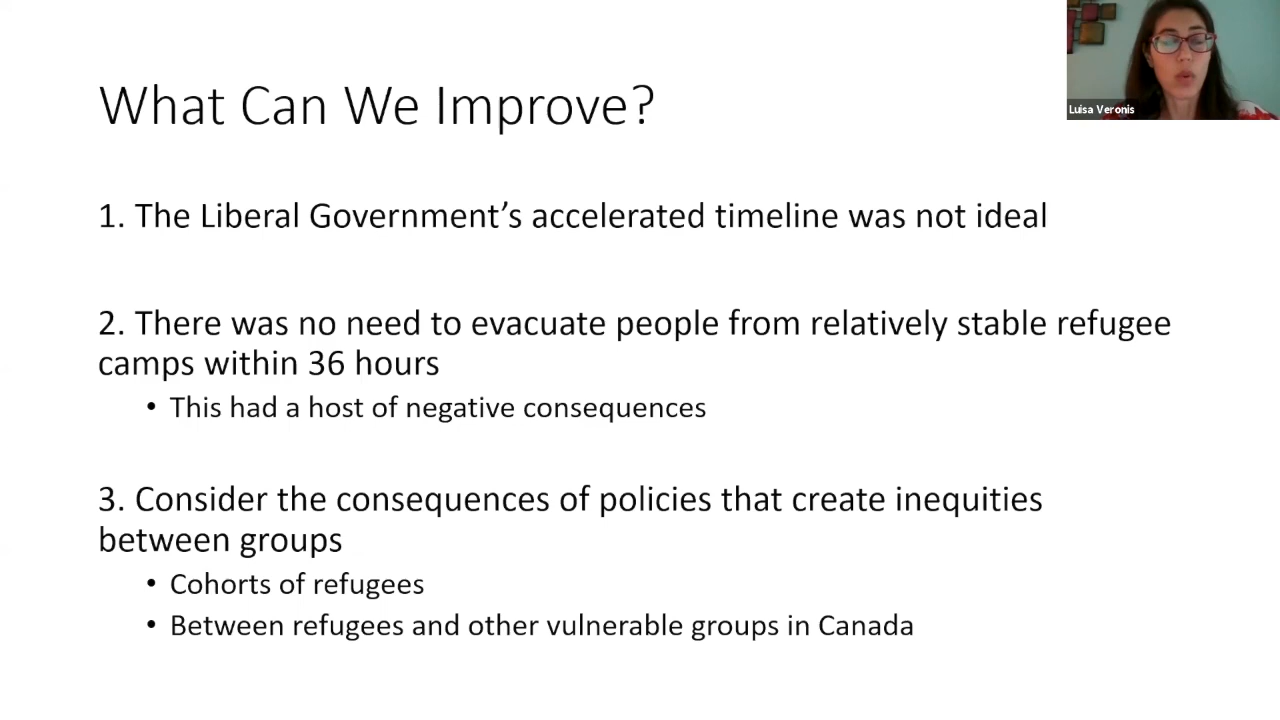 Luisa Veronis
What Can We Improve?
1. The Liberal Government’s accelerated timeline was not ideal
2. There was no need to evacuate people from relatively stable refugee
camps within 36 hours
• This had a host of negative consequences
3. Consider the consequences of policies that create inequities
between groups
• Cohorts of refugees
• Between refugees and other vulnerable groups in Canada